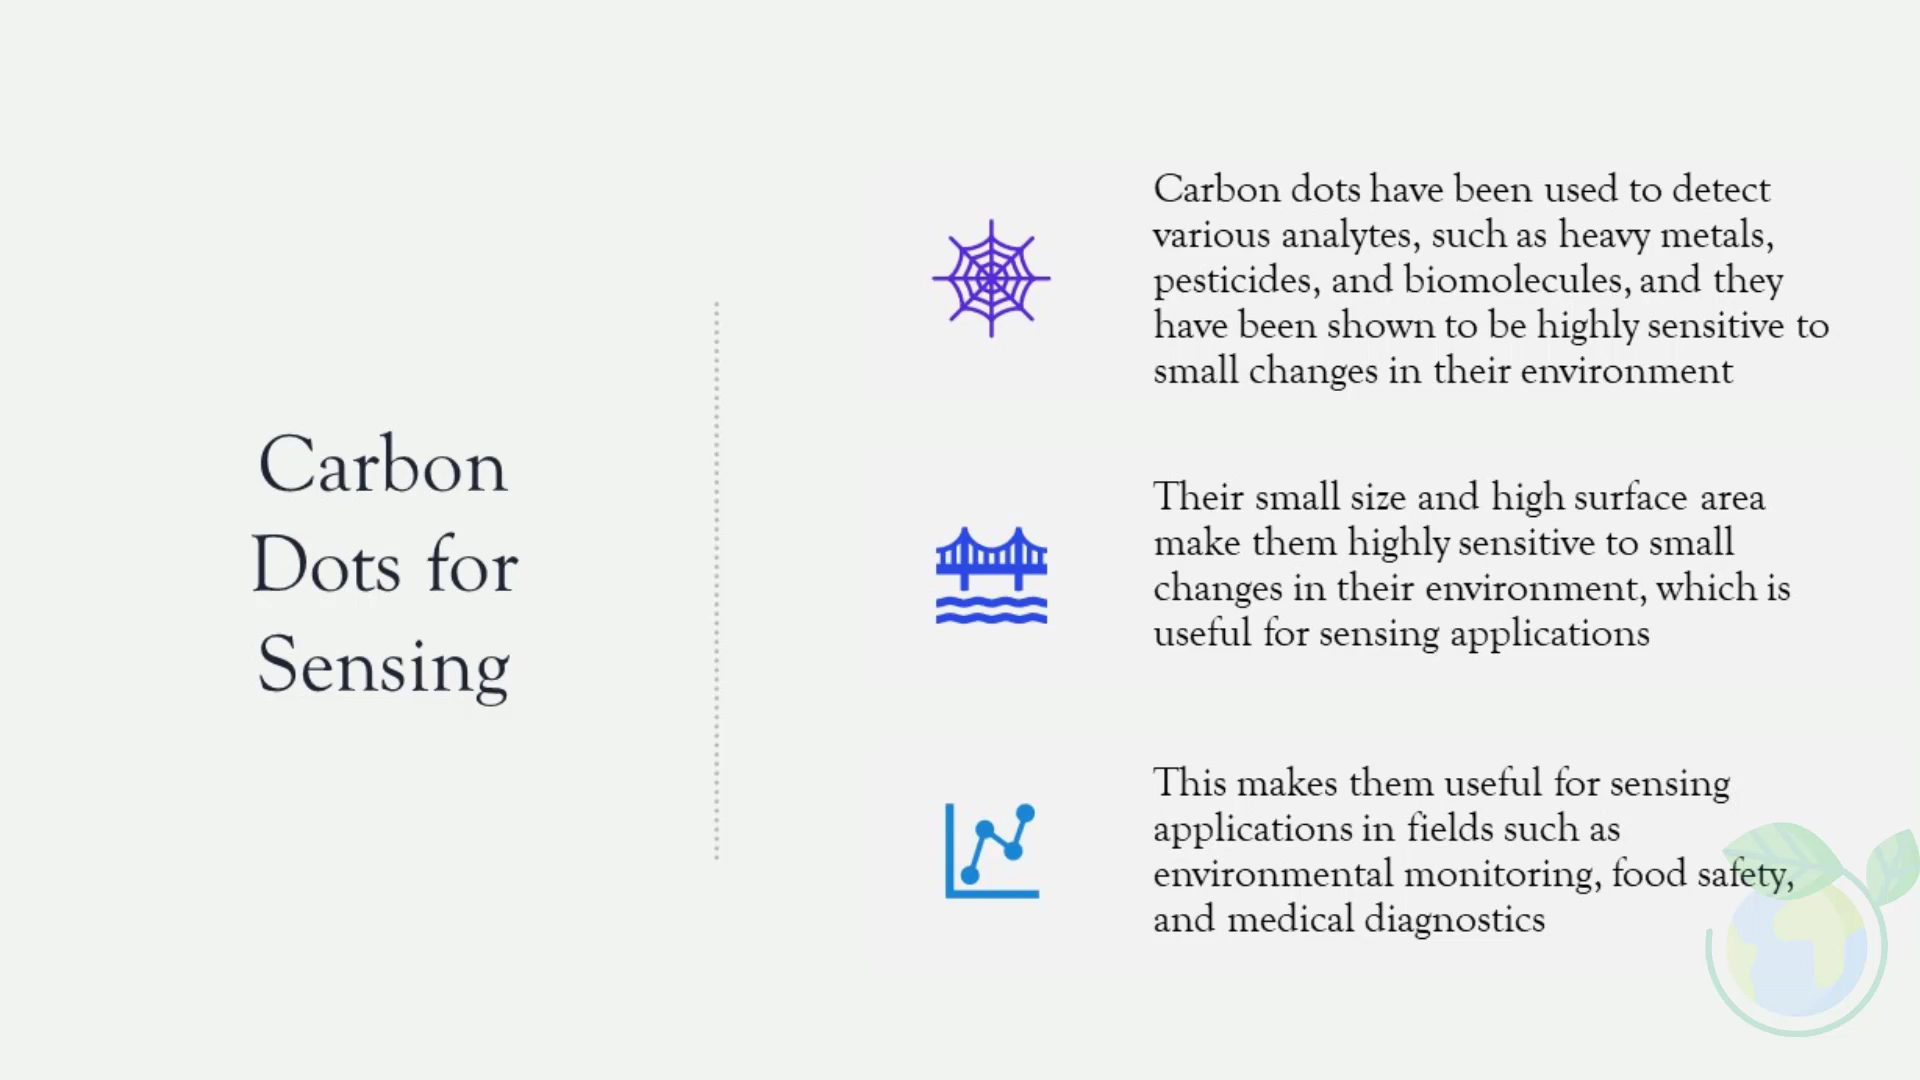 Carbon
Dots for
Sensing
Carbon dots have been used to detect
various analytes, such as heavy metals,
pesticides, and biomolecules, and they
have been shown to be highly sensitive to
small changes in their environment
Their small size and high surface area
make them highly sensitive to small
changes in their environment, which is
useful for sensing applications
This makes them useful for sensing
applications in fields such as
environmental monitoring, food safety,
and medical diagnostics